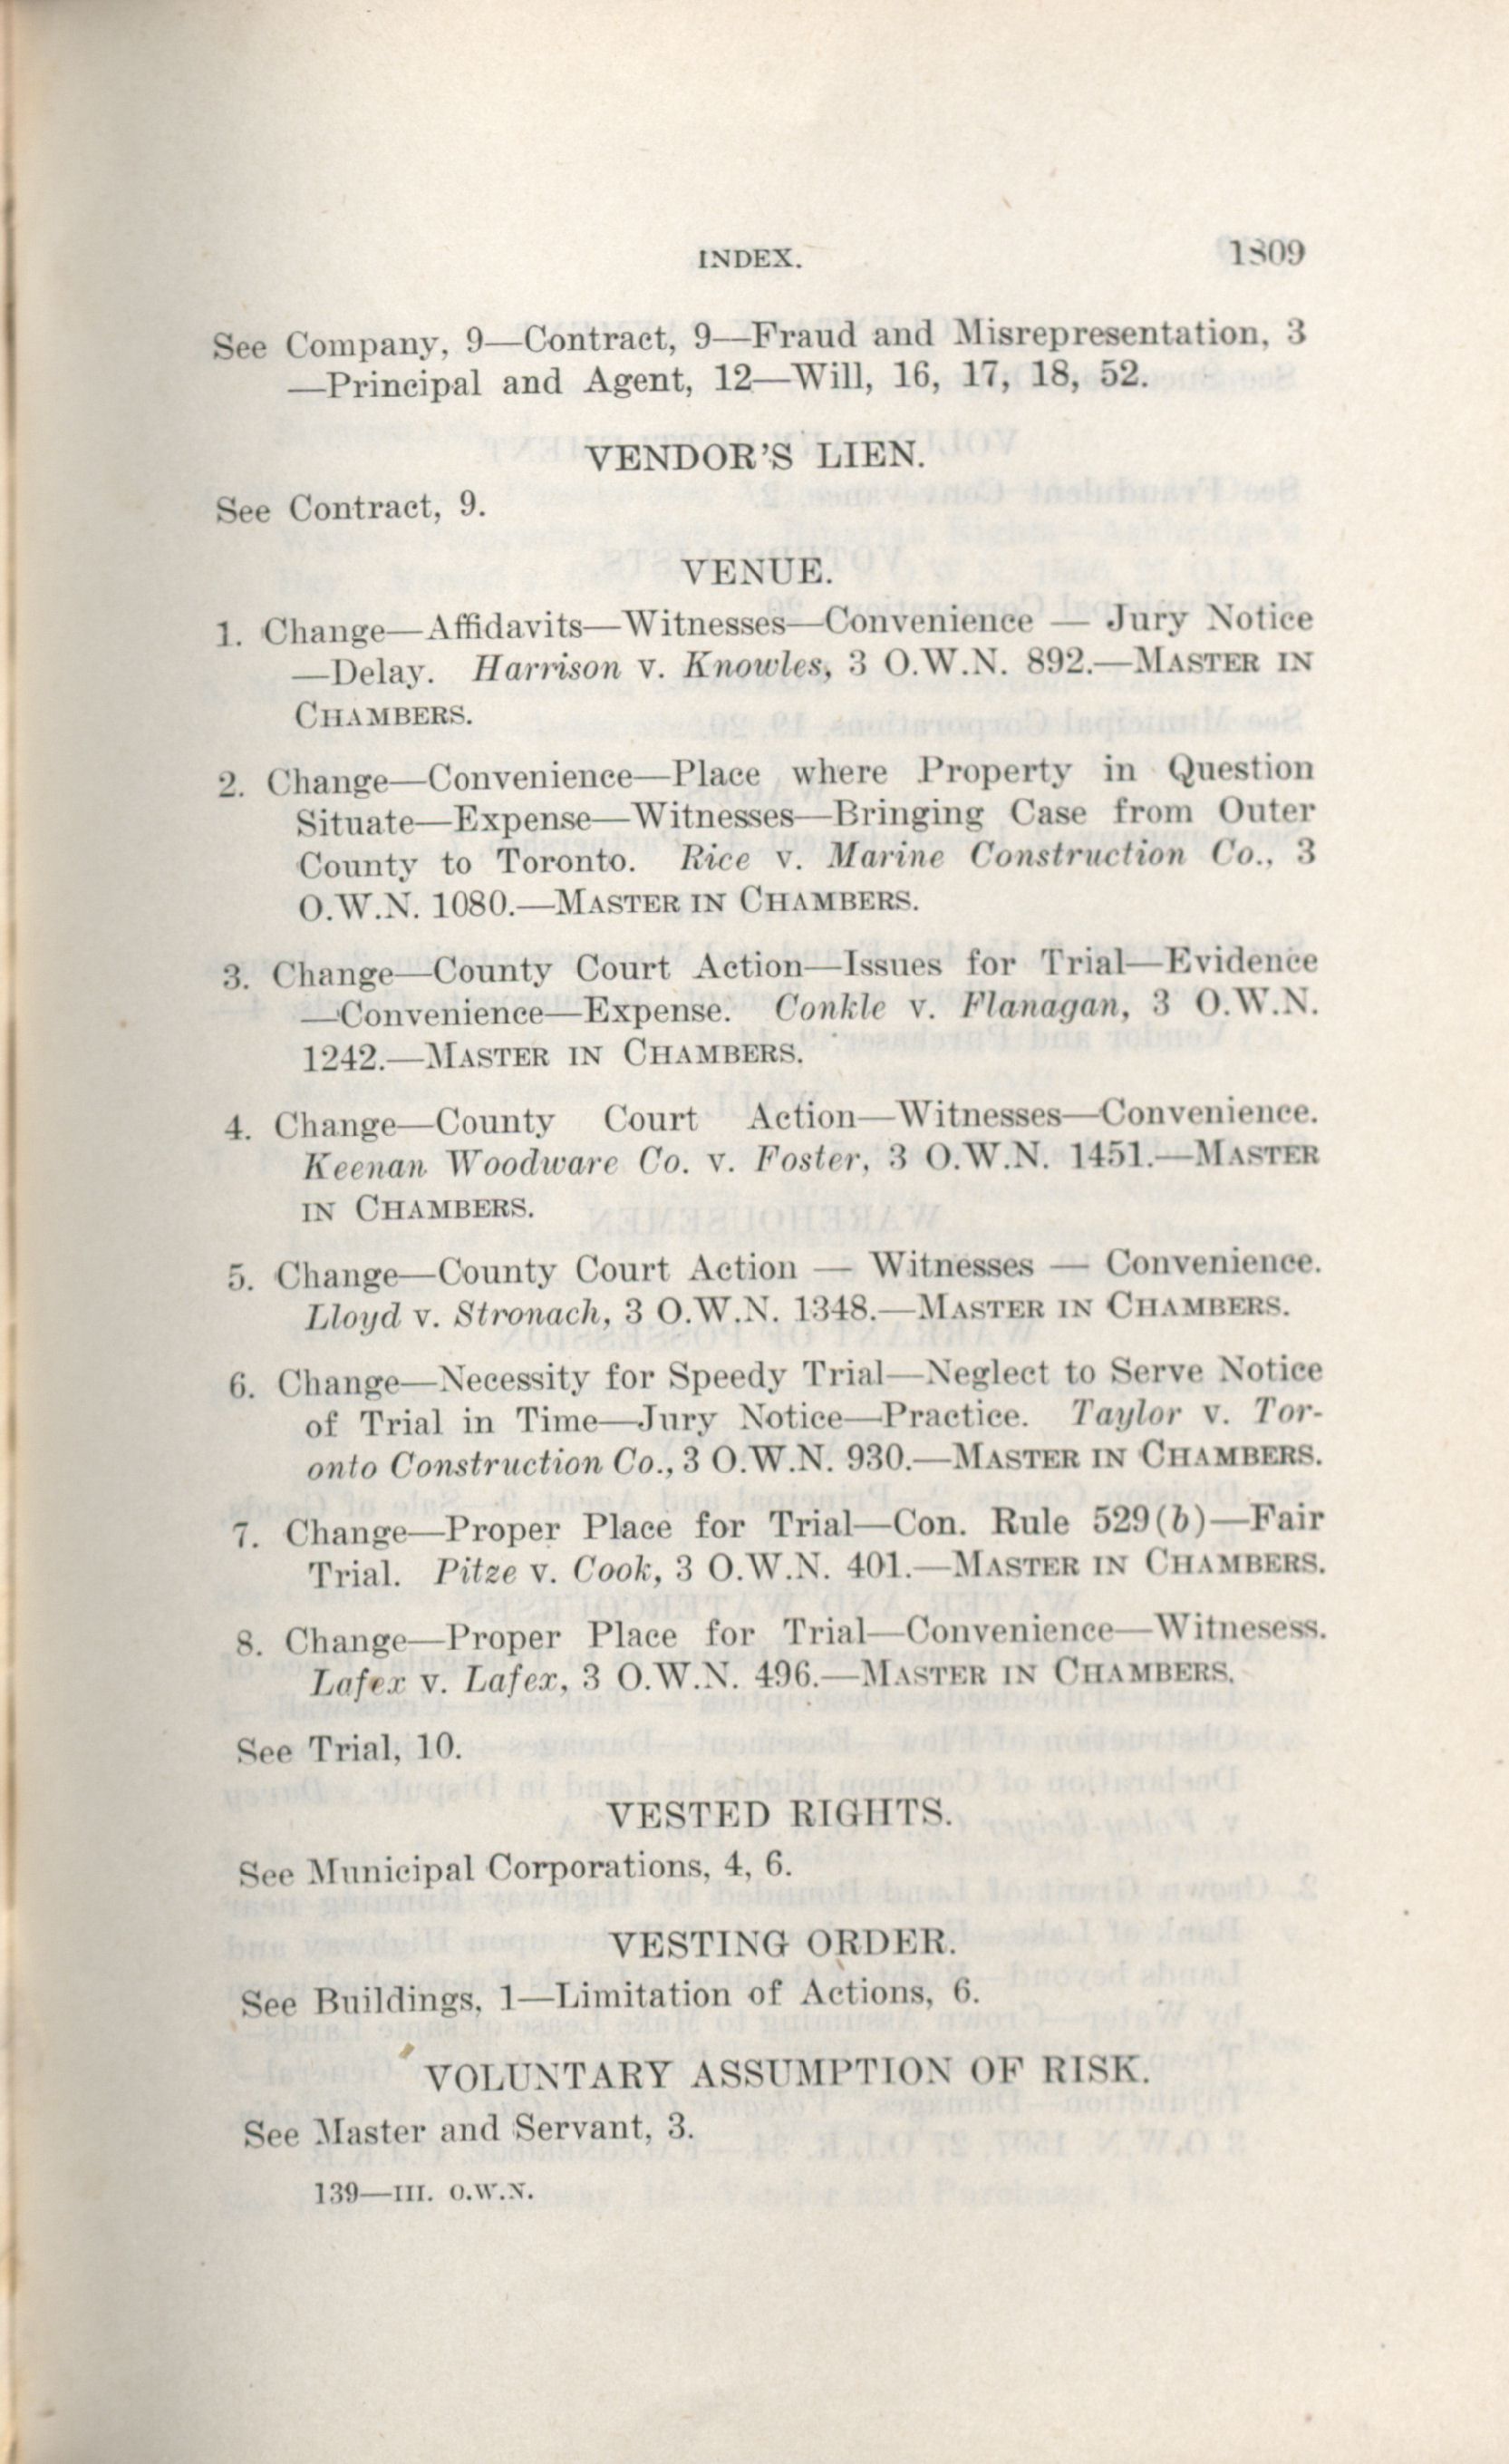 INDEX. 1809
See Company, 9—Contract, 9—Fraud and Misrepresentation, 3
—Principal and Agent, 12—Will, 16, 17, 18, 52.
VENDOR'S LIEN.
See Contract, 9.
VENUE.
1. Change—Affidavits—Witnesses—Convenience — Jury Notice
—Delay. Harrison v. Knowles, 3 O.W.N. 892.—MASTER IN
CHAMBERS.
2. Change—Convenience—Place where Property in Question
Situate—Expense—Witnesses—Bringing Case from Outer
County to Toronto. Rice v. Marine Construction Co., 3
O.W.N. 1080.—MASTER IN CHAMBERS.
3. Change—County Court Action—Issues for Trial—Evidence
—Convenience—Expense. Conkle v. Flanagan, 3 O.W.N.
1242.—MASTER IN CHAMBERS.
4. Change—County Court Action—Witnesses—Convenience.
Keenan Woodware Co. v. Foster, 3 O.W.N. 1451.—MASTER
IN CHAMBERS.
5. Change—County Court Action — Witnesses — Convenience.
Lloyd v. Stronach, 3 O.W.N. 1348.—MASTER IN CHAMBERS.
6. Change—Necessity for Speedy Trial—Neglect to Serve Notice
of Trial in Time—Jury Notice—Practice. Taylor v. Tor-
onto Construction Co., 3 O.W.N. 930.—MASTER IN CHAMBERS.
7. Change—Proper Place for Trial—Con. Rule 529(b)—Fair
Trial. Pitze v. Cook, 3 O.W.N. 401.—MASTER IN CHAMBERS.
8. Change—Proper Place for Trial—Convenience—Witnesess.
Lafex v. Lafex, 3 O.W.N. 496.—MASTER IN CHAMBERS.
See Trial, 10.
VESTED RIGHTS.
See Municipal Corporations, 4, 6.
VESTING ORDER.
See Buildings, 1—Limitation of Actions, 6.
VOLUNTARY ASSUMPTION OF RISK.
See Master and Servant, 3.
139—III. O.W.N.